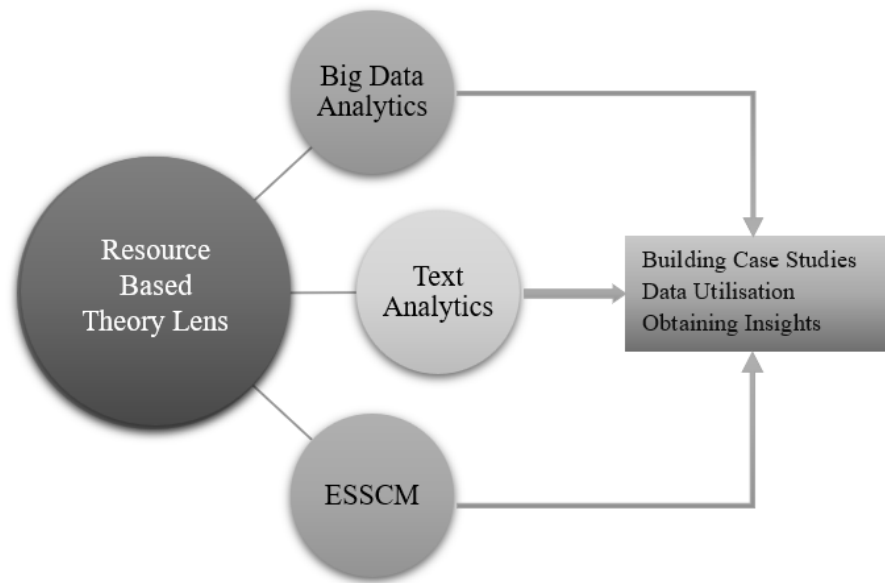 Big Data
Analytics
Resource
Based
Theory Lens
Text
Analytics
Building Case Studies
Data Utilisation
Obtaining Insights
ESSCM